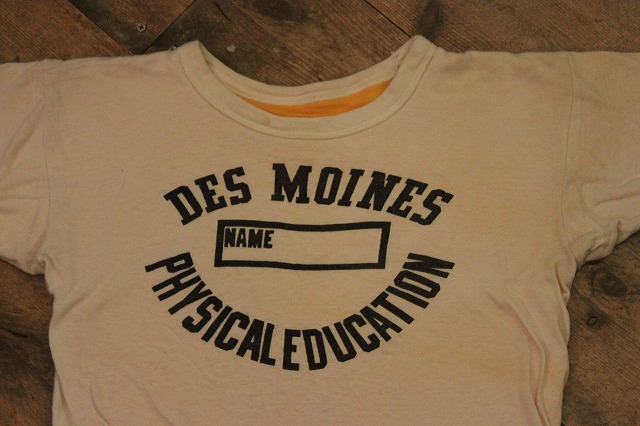 DES MOINES
NAME
PHYSICAL EDUCATION